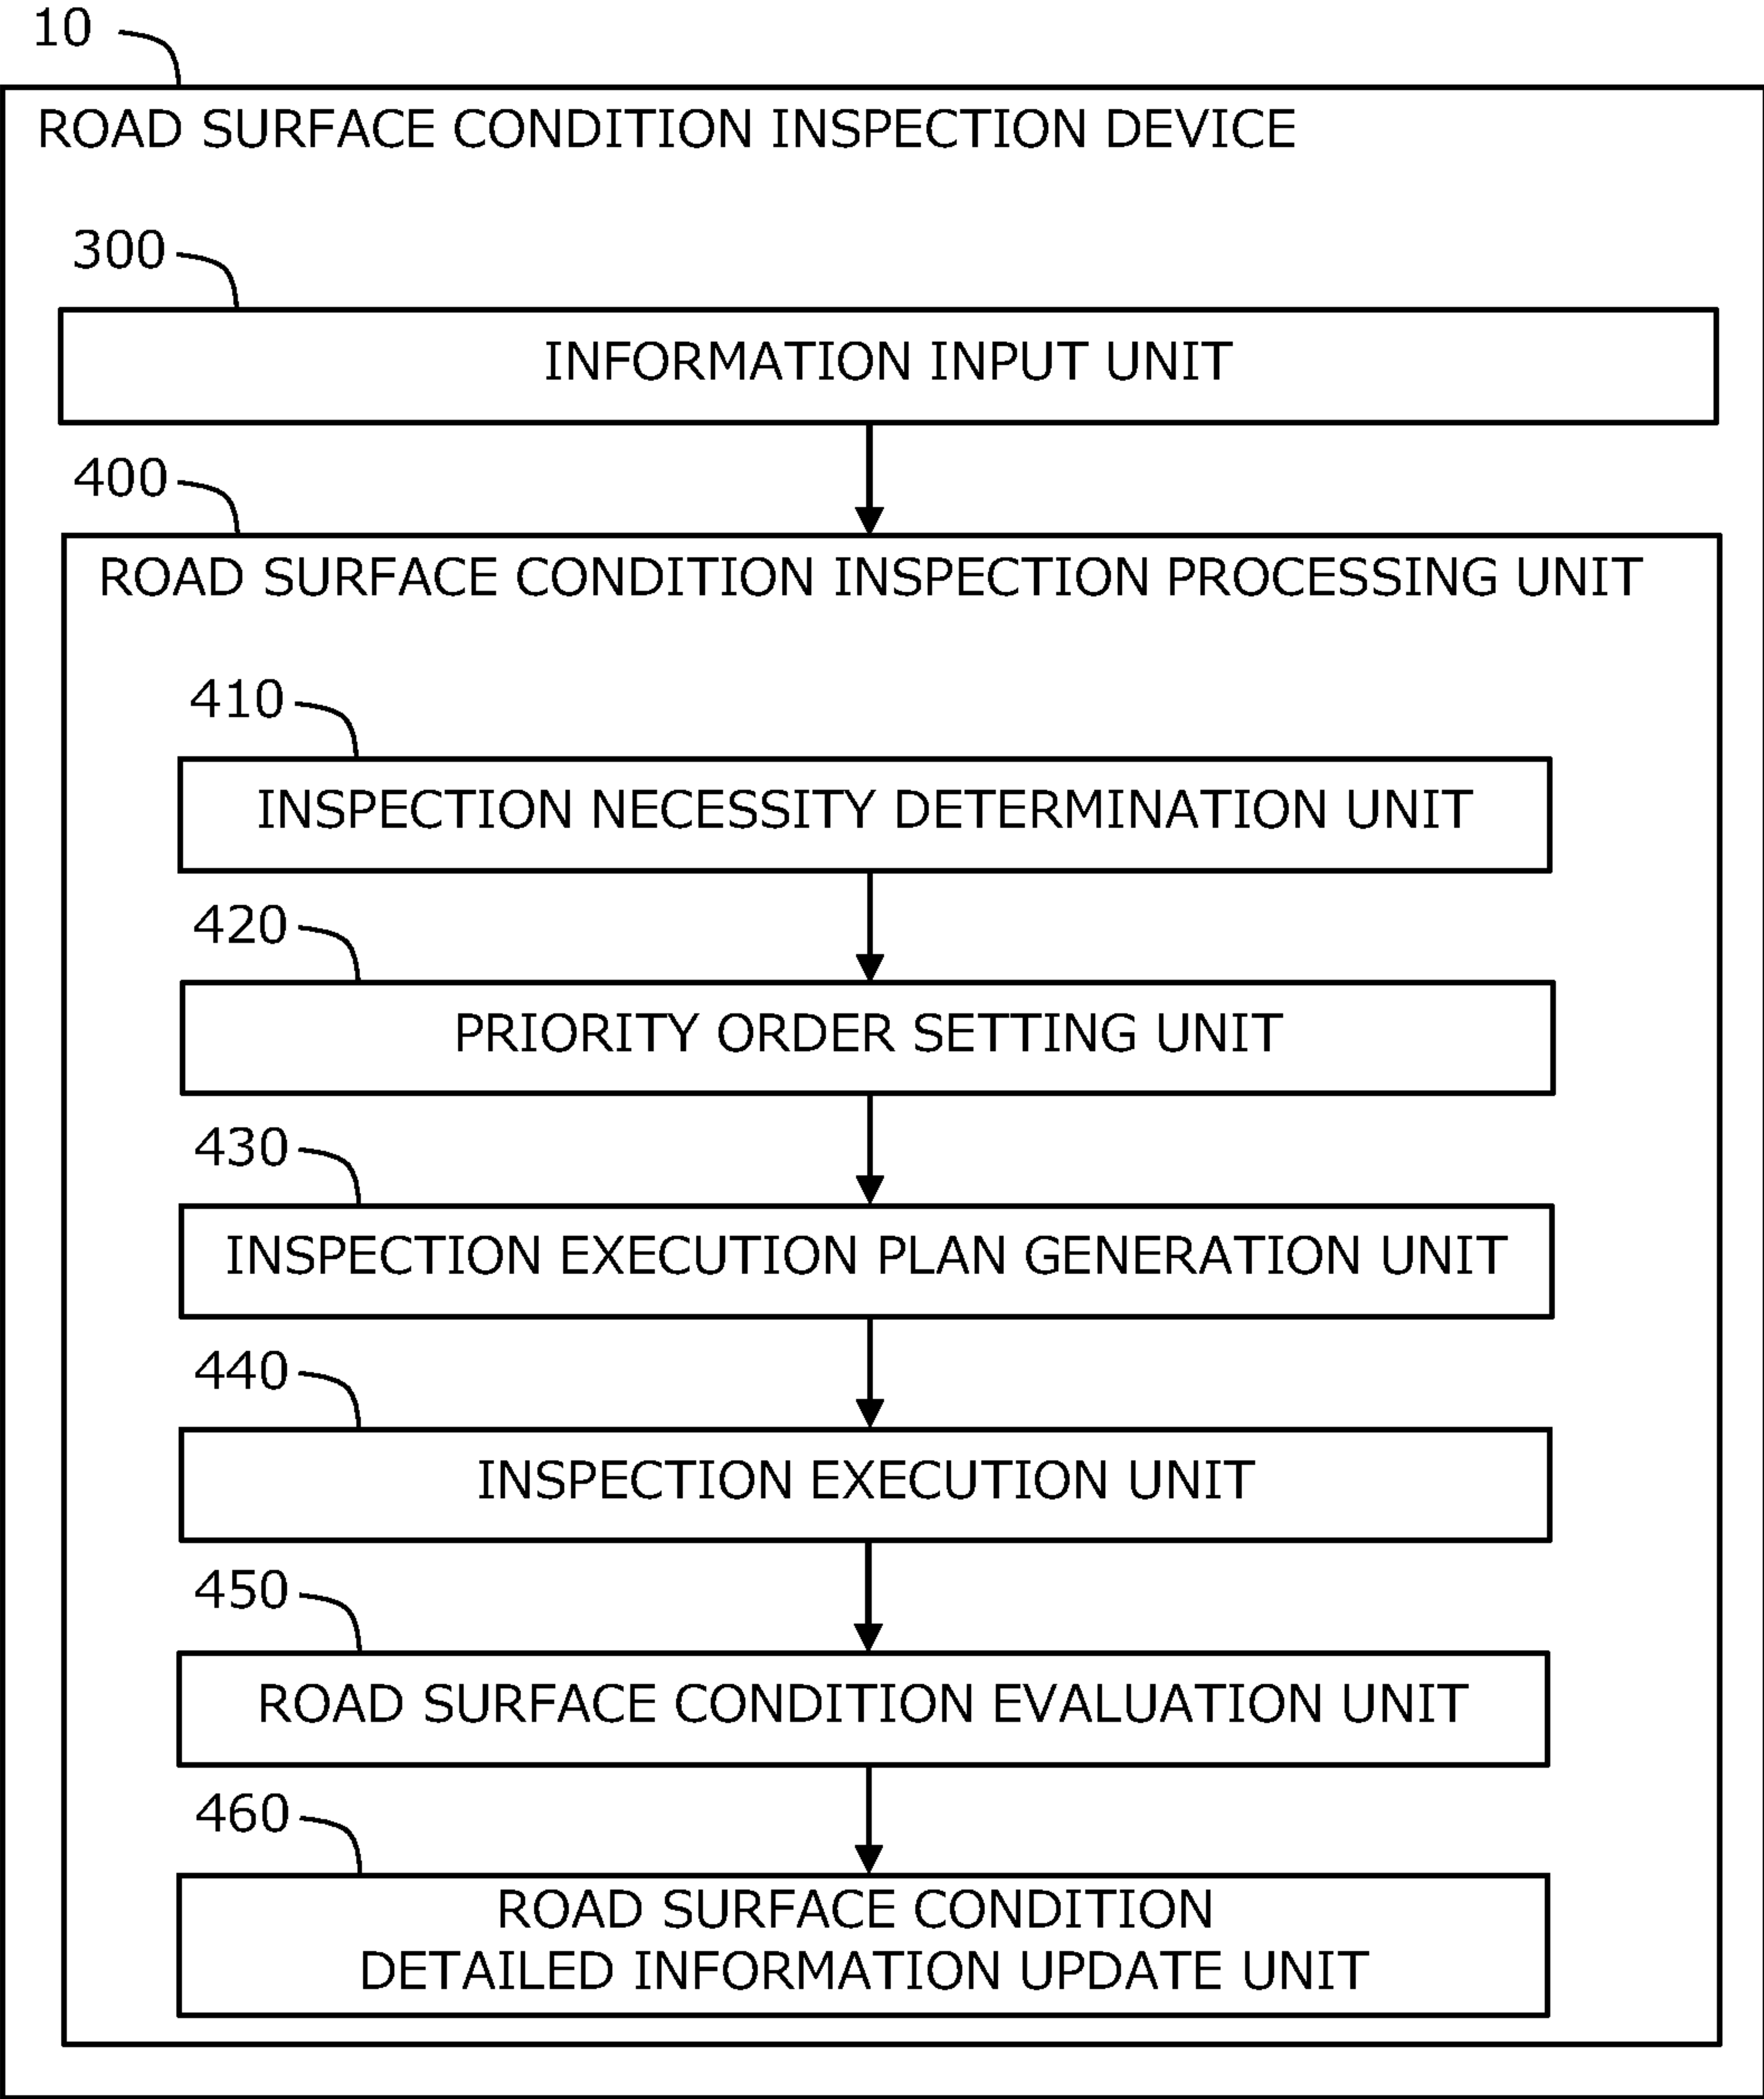 10
ROAD SURFACE CONDITION INSPECTION DEVICE
300
INFORMATION INPUT UNIT
400
ROAD SURFACE CONDITION INSPECTION PROCESSING UNIT
410
INSPECTION NECESSITY DETERMINATION UNIT
420
PRIORITY ORDER SETTING UNIT
430
INSPECTION EXECUTION PLAN GENERATION UNIT
440
INSPECTION EXECUTION UNIT
450
ROAD SURFACE CONDITION EVALUATION UNIT
460
ROAD SURFACE CONDITION
DETAILED INFORMATION UPDATE UNIT